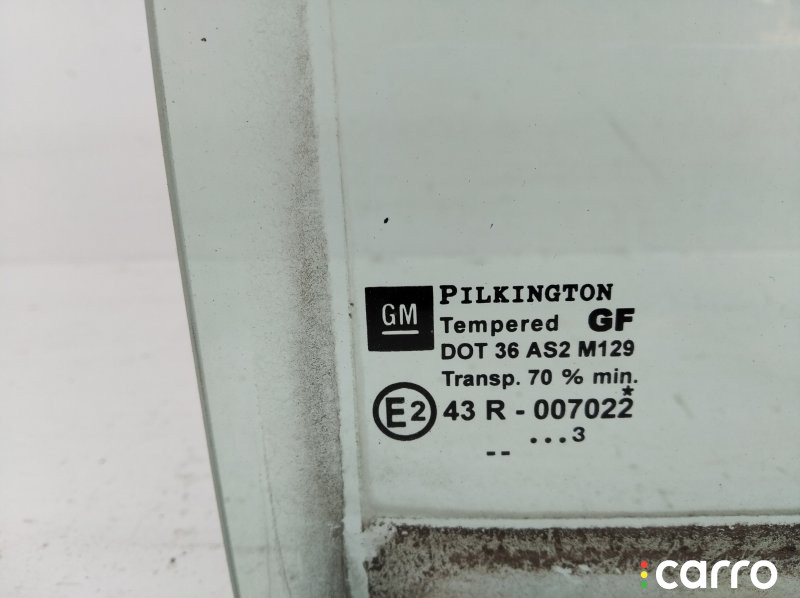 GM
PILKINGTON
Tempered GF
DOT 36 AS2 M129
Transp. 70 % min.
E2 43 R - 007022*
-- ...3
carro